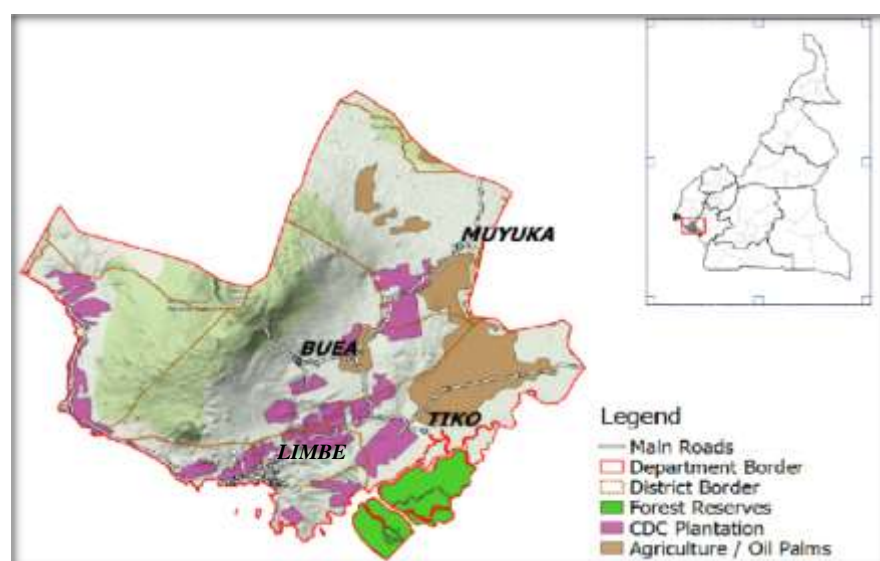 MUYUKA
BUEA
TIKO
LIMBE
Legend
Main Roads
Department Border
District Border
Forest Reserves
CDC Plantation
Agriculture / Oil Palms